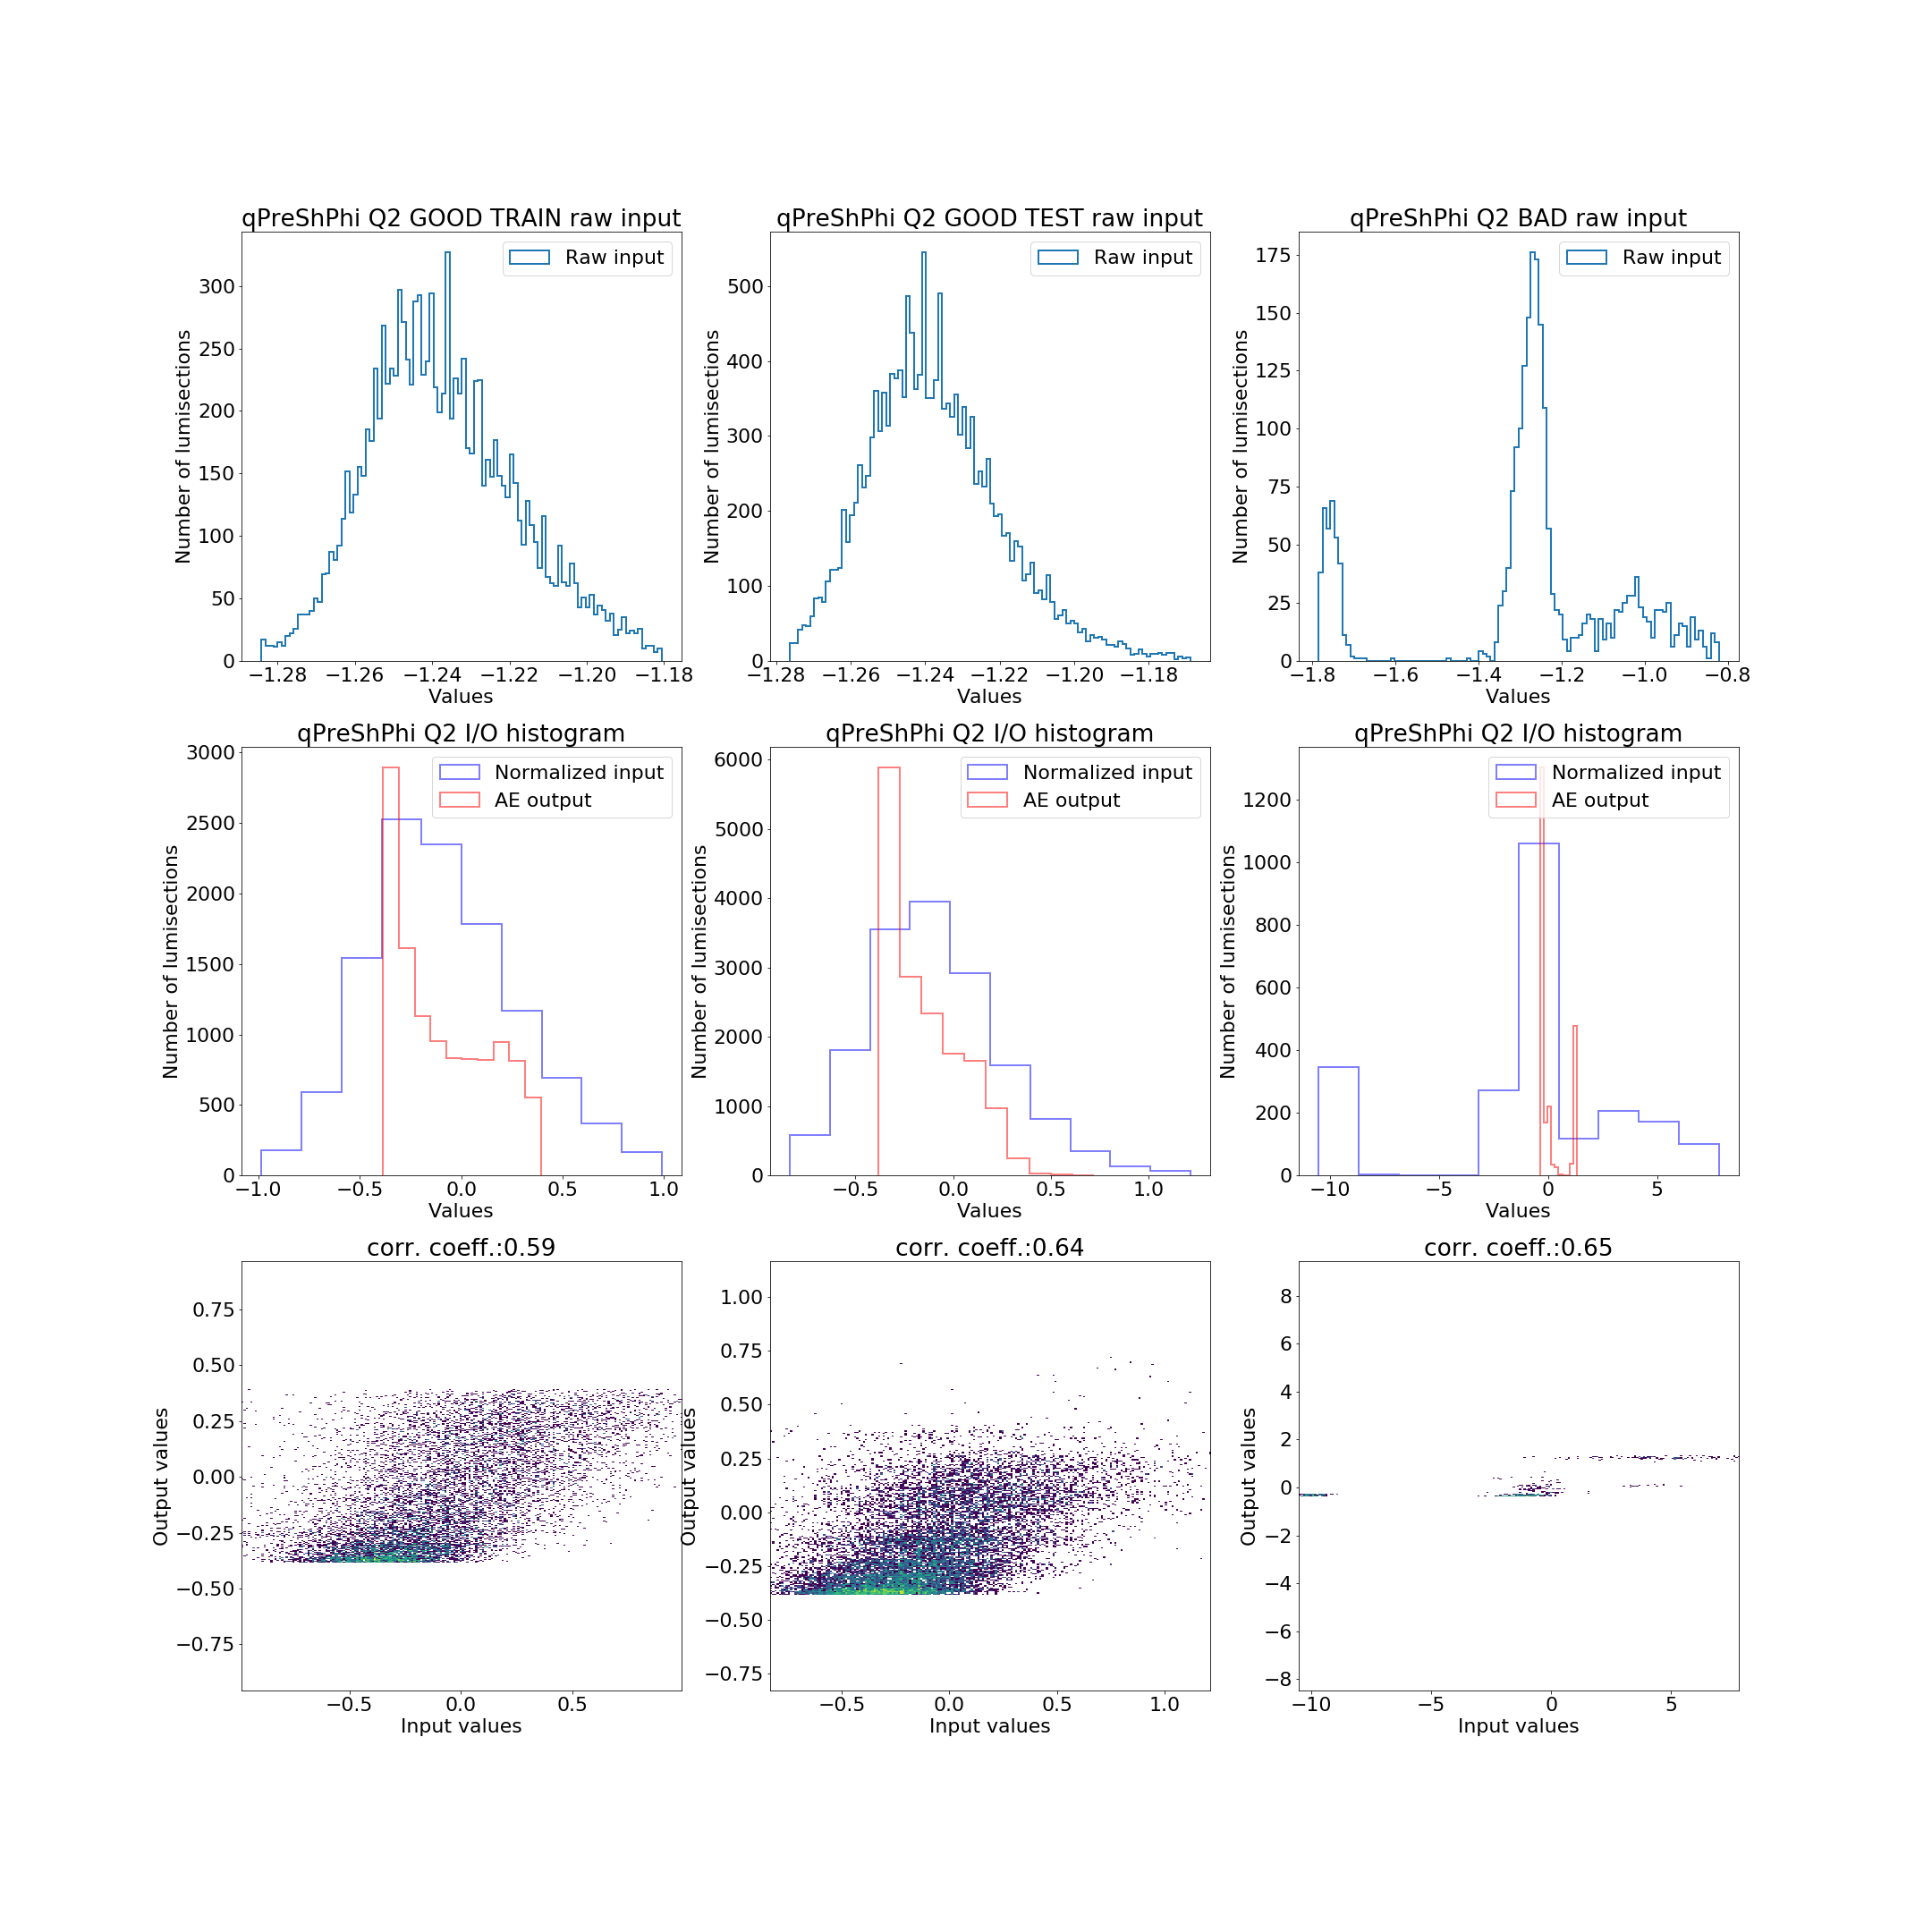 qPreShPhi Q2 GOOD TRAIN raw input
Raw input
Number of lumisections
300
250
200
150
100
50
0
−1.28 −1.26 −1.24 −1.22 −1.20 −1.18
Values
qPreShPhi Q2 GOOD TEST raw input
Raw input
Number of lumisections
500
400
300
200
100
0
−1.28 −1.26 −1.24 −1.22 −1.20 −1.18
Values
qPreShPhi Q2 BAD raw input
Raw input
Number of lumisections
175
150
125
100
75
50
25
0
−1.8 −1.6 −1.4 −1.2 −1.0 −0.8
Values
qPreShPhi Q2 I/O histogram
Normalized input
AE output
Number of lumisections
3000
2500
2000
1500
1000
500
0
−1.0 −0.5 0.0 0.5 1.0
Values
qPreShPhi Q2 I/O histogram
Normalized input
AE output
Number of lumisections
6000
5000
4000
3000
2000
1000
0
−0.5 0.0 0.5 1.0
Values
qPreShPhi Q2 I/O histogram
Normalized input
AE output
Number of lumisections
1200
1000
800
600
400
200
0
−10 −5 0 5
Values
corr. coeff.:0.59
Output values
0.75
0.50
0.25
0.00
−0.25
−0.50
−0.75
−0.5 0.0 0.5
Input values
corr. coeff.:0.64
Output values
1.00
0.75
0.50
0.25
0.00
−0.25
−0.50
−0.75
−0.5 0.0 0.5 1.0
Input values
corr. coeff.:0.65
Output values
8
6
4
2
0
−2
−4
−6
−8
−10 −5 0 5
Input values